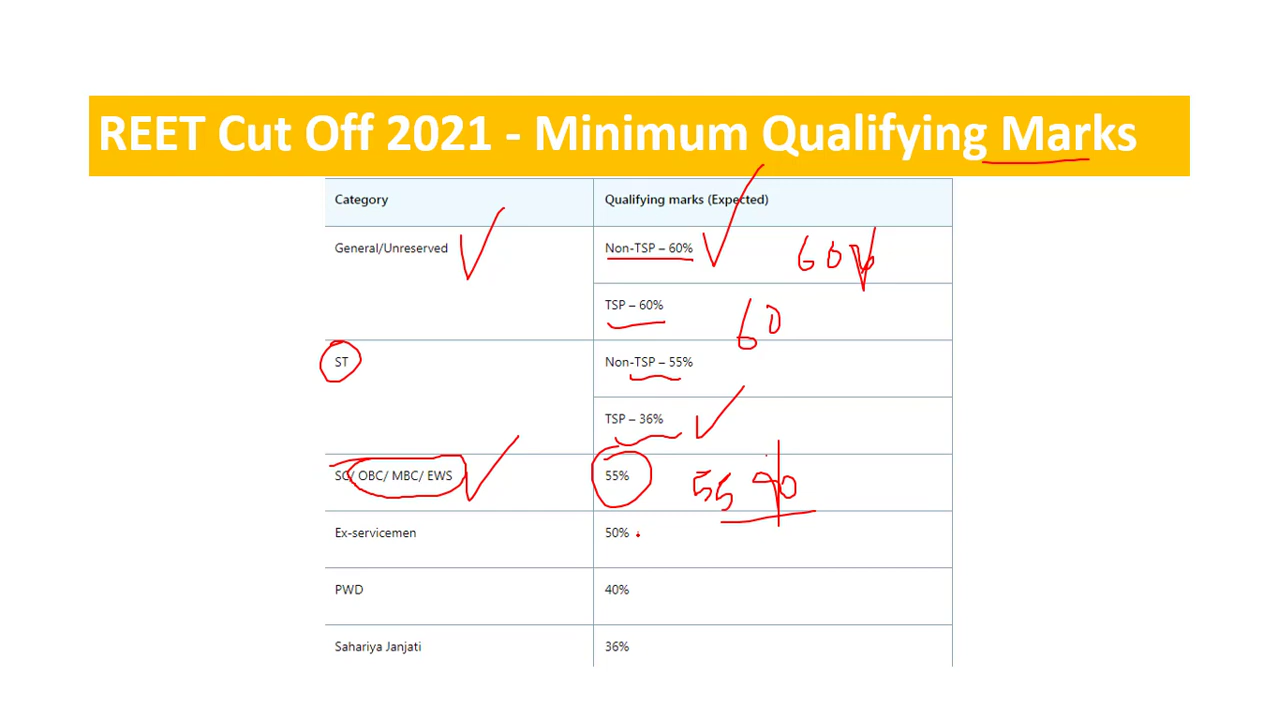 REET Cut Off 2021 - Minimum Qualifying Marks
Category Qualifying marks (Expected)
General/Unreserved Non-TSP – 60% 60%
TSP – 60% 60
ST Non-TSP – 55%
TSP – 36%
SC/ OBC/ MBC/ EWS 55% 55%
Ex-servicemen 50%
PWD 40%
Sahariya Janjati 36%